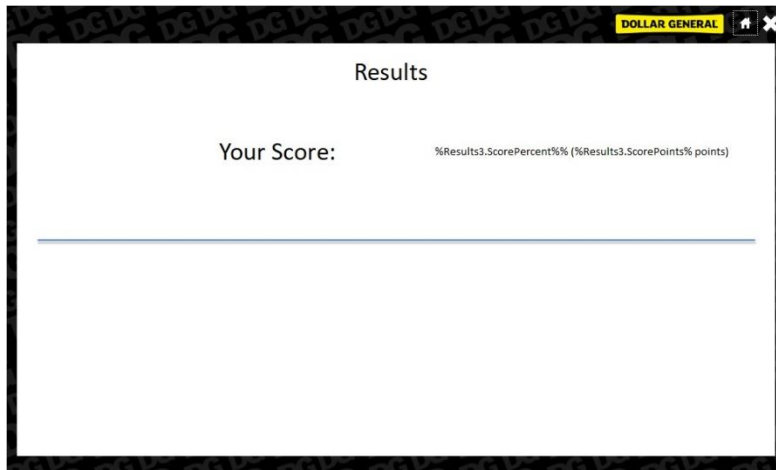 DOLLAR GENERAL
Results
Your Score:
%Results3.ScorePercent%% (%Results3.ScorePoints% points)